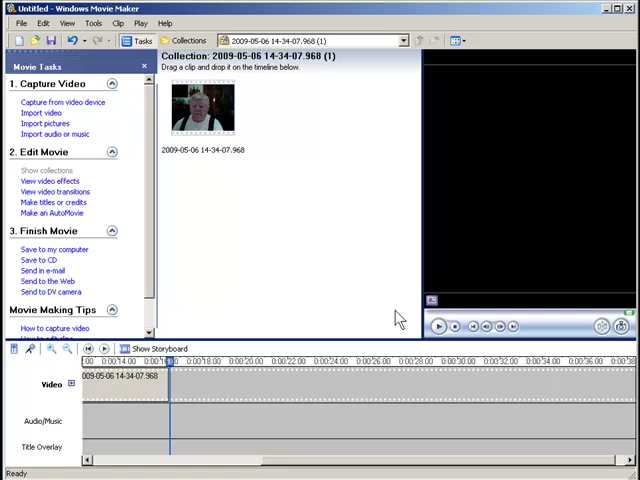 Untitled - Windows Movie Maker
File Edit View Tools Clip Play Help
Tasks Collections 2009-05-06 14-34-07.968 (1)
Movie Tasks
Collection: 2009-05-06 14-34-07.968 (1)
Drag a clip and drop it on the timeline below.
1. Capture Video
Capture from video device
Import video
Import pictures
Import audio or music
2009-05-06 14-34-07.968
2. Edit Movie
Show collections
View video effects
View video transitions
Make titles or credits
Make an AutoMovie
3. Finish Movie
Save to my computer
Save to CD
Send in e-mail
Send to the Web
Send to DV camera
Movie Making Tips
How to capture video
Show Storyboard
0:00:18.00 0:00:20.00 0:00:22.00 0:00:24.00 0:00:26.00 0:00:28.00 0:00:30.00 0:00:32.00 0:00:34.00 0:00:36.00
Video 009-05-06 14-34-07.968
Audio/Music
Title Overlay
Ready